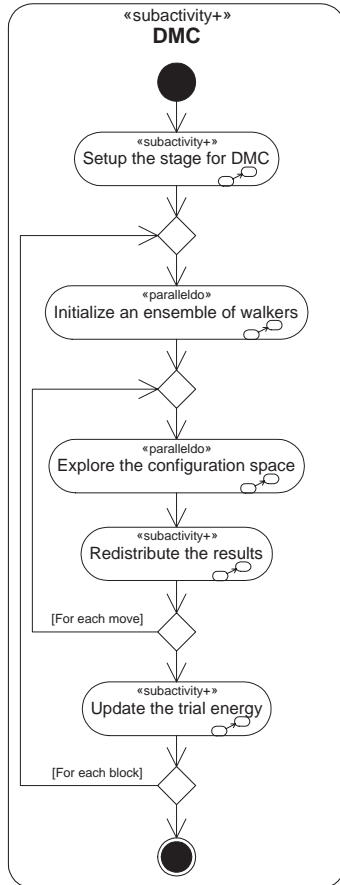 «subactivity+»
DMC
«subactivity+»
Setup the stage for DMC
«paralleldo»
Initialize an ensemble of walkers
«paralleldo»
Explore the configuration space
«subactivity+»
Redistribute the results
[For each move]
«subactivity+»
Update the trial energy
[For each block]